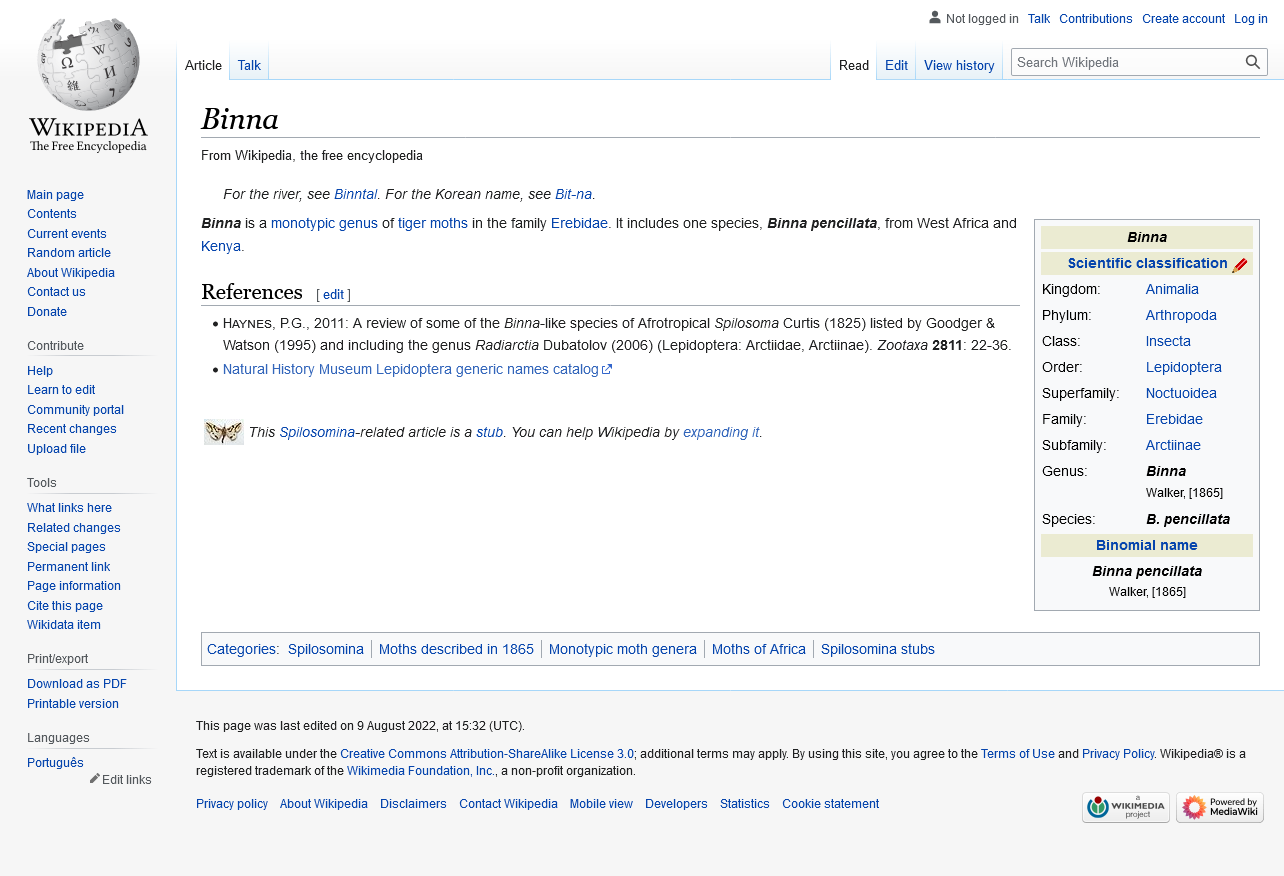 Not logged in Talk Contributions Create account Log in
Article Talk Read Edit View history Search Wikipedia
WIKIPEDIA
The Free Encyclopedia
Main page
Contents
Current events
Random article
About Wikipedia
Contact us
Donate
Contribute
Help
Learn to edit
Community portal
Recent changes
Upload file
Tools
What links here
Related changes
Special pages
Permanent link
Page information
Cite this page
Wikidata item
Print/export
Download as PDF
Printable version
Languages
Português
Edit links
Binna
From Wikipedia, the free encyclopedia
For the river, see Binntal. For the Korean name, see Bit-na.
Binna is a monotypic genus of tiger moths in the family Erebidae. It includes one species, Binna pencillata, from West Africa and
Kenya.
References [ edit ]
• HAYNES, P.G., 2011: A review of some of the Binna-like species of Afrotropical Spilosoma Curtis (1825) listed by Goodger &
Watson (1995) and including the genus Radiarctia Dubatolov (2006) (Lepidoptera: Arctiidae, Arctiinae). Zootaxa 2811: 22-36.
• Natural History Museum Lepidoptera generic names catalog
This Spilosomina-related article is a stub. You can help Wikipedia by expanding it.
Binna
Scientific classification
Kingdom: Animalia
Phylum: Arthropoda
Class: Insecta
Order: Lepidoptera
Superfamily: Noctuoidea
Family: Erebidae
Subfamily: Arctiinae
Genus: Binna
Walker, [1865]
Species: B. pencillata
Binomial name
Binna pencillata
Walker, [1865]
Categories: Spilosomina Moths described in 1865 Monotypic moth genera Moths of Africa Spilosomina stubs
This page was last edited on 9 August 2022, at 15:32 (UTC).
Text is available under the Creative Commons Attribution-ShareAlike License 3.0; additional terms may apply. By using this site, you agree to the Terms of Use and Privacy Policy. Wikipedia® is a
registered trademark of the Wikimedia Foundation, Inc., a non-profit organization.
Privacy policy About Wikipedia Disclaimers Contact Wikipedia Mobile view Developers Statistics Cookie statement
a
WIKIMEDIA
project
Powered by
MediaWiki